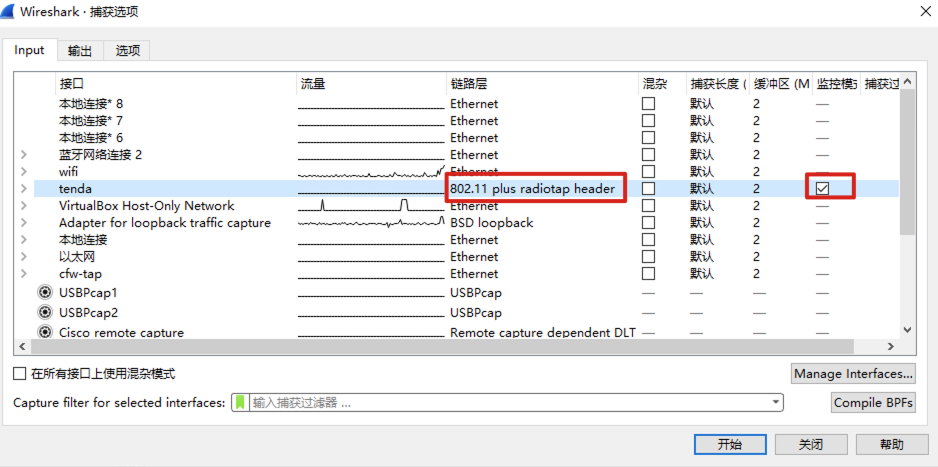 Wireshark · 捕获选项
Input 输出 选项
接口 流量 链路层 混杂 捕获长度 ( 缓冲区 (M 监控模式 捕获过
本地连接* 8 Ethernet 默认 2 —
本地连接* 7 Ethernet 默认 2 —
本地连接* 6 Ethernet 默认 2 —
蓝牙网络连接 2 Ethernet 默认 2 —
wifi Ethernet 默认 2 —
tenda 802.11 plus radiotap header 默认 2
VirtualBox Host-Only Network Ethernet 默认 2 —
Adapter for loopback traffic capture BSD loopback 默认 2 —
本地连接 Ethernet 默认 2 —
以太网 Ethernet 默认 2 —
cfw-tap Ethernet 默认 2 —
USBPcap1 USBPcap — — — —
USBPcap2 USBPcap — — — —
Cisco remote capture Remote capture dependent DLT — — — —
在所有接口上使用混杂模式 Manage Interfaces...
Capture filter for selected interfaces: 输入捕获过滤器 ... Compile BPFs
开始 关闭 帮助